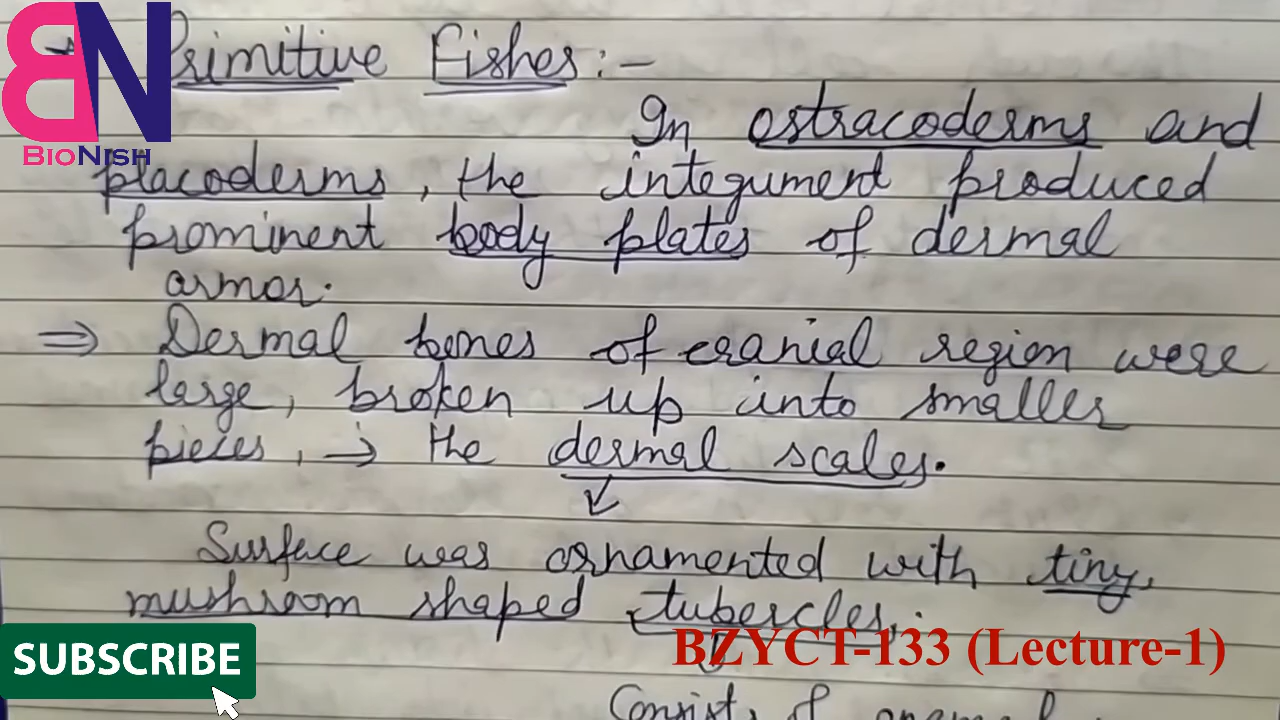 BN
BIONISH
Primitive Fishes:-
In ostracoderms and
placoderms, the integument produced
prominent body plates of dermal
armor.
⇒ Dermal bones of cranial region were
large, broken up into smaller
pieces, → the dermal scales.
Surface was ornamented with tiny,
mushroom shaped tubercles.
SUBSCRIBE
BZYCT-133 (Lecture-1)
Consist of enamel